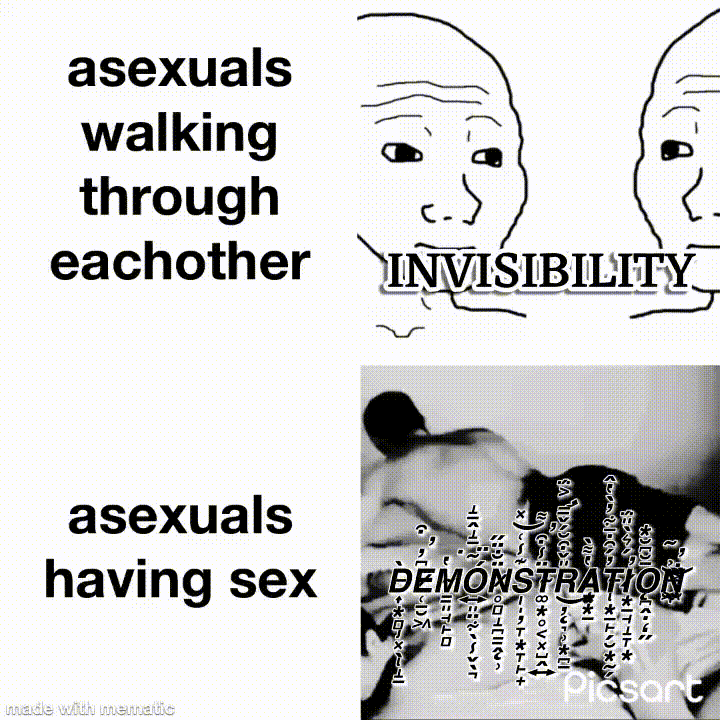 asexuals
walking
through
eachother
INVISIBILITY
asexuals
having sex
DEMONSTRATION
Picsart
made with mematic